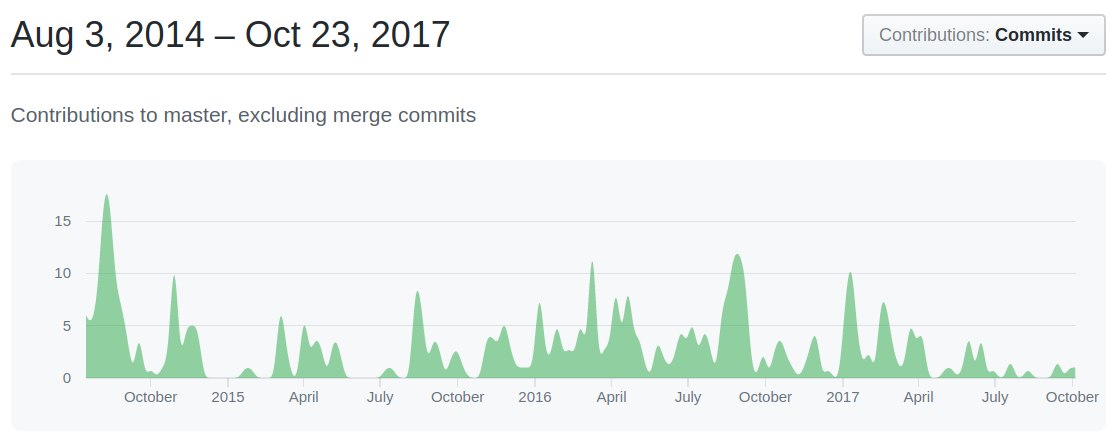 Aug 3, 2014 – Oct 23, 2017
Contributions: Commits
Contributions to master, excluding merge commits
15
10
5
0
October 2015 April July October 2016 April July October 2017 April July October